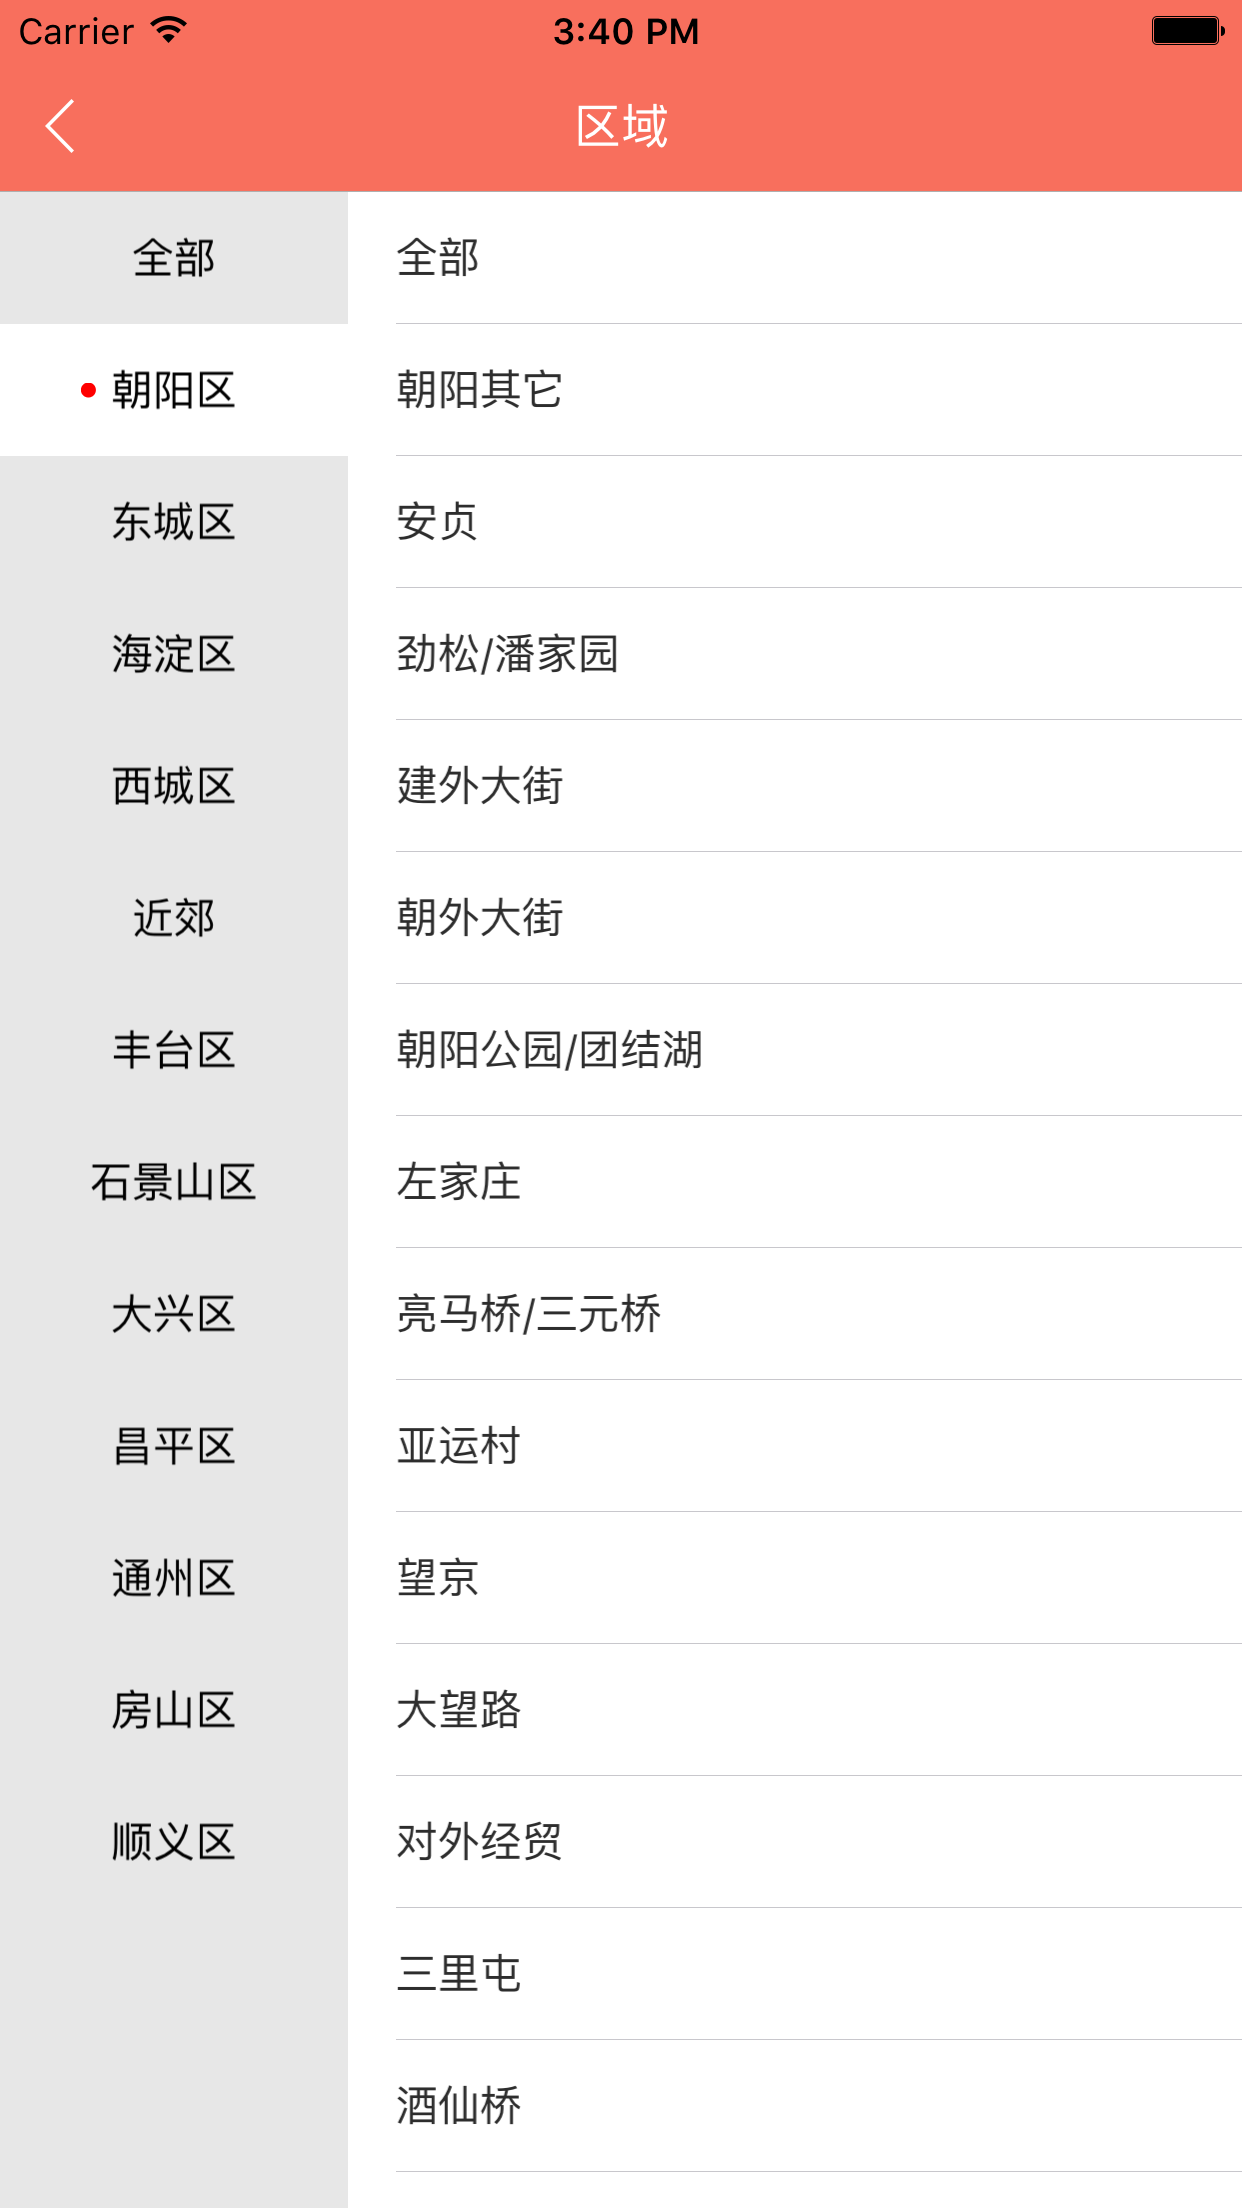 Carrier 3:40 PM
区域
全部
朝阳区
东城区
海淀区
西城区
近郊
丰台区
石景山区
大兴区
昌平区
通州区
房山区
顺义区
全部
朝阳其它
安贞
劲松/潘家园
建外大街
朝外大街
朝阳公园/团结湖
左家庄
亮马桥/三元桥
亚运村
望京
大望路
对外经贸
三里屯
酒仙桥